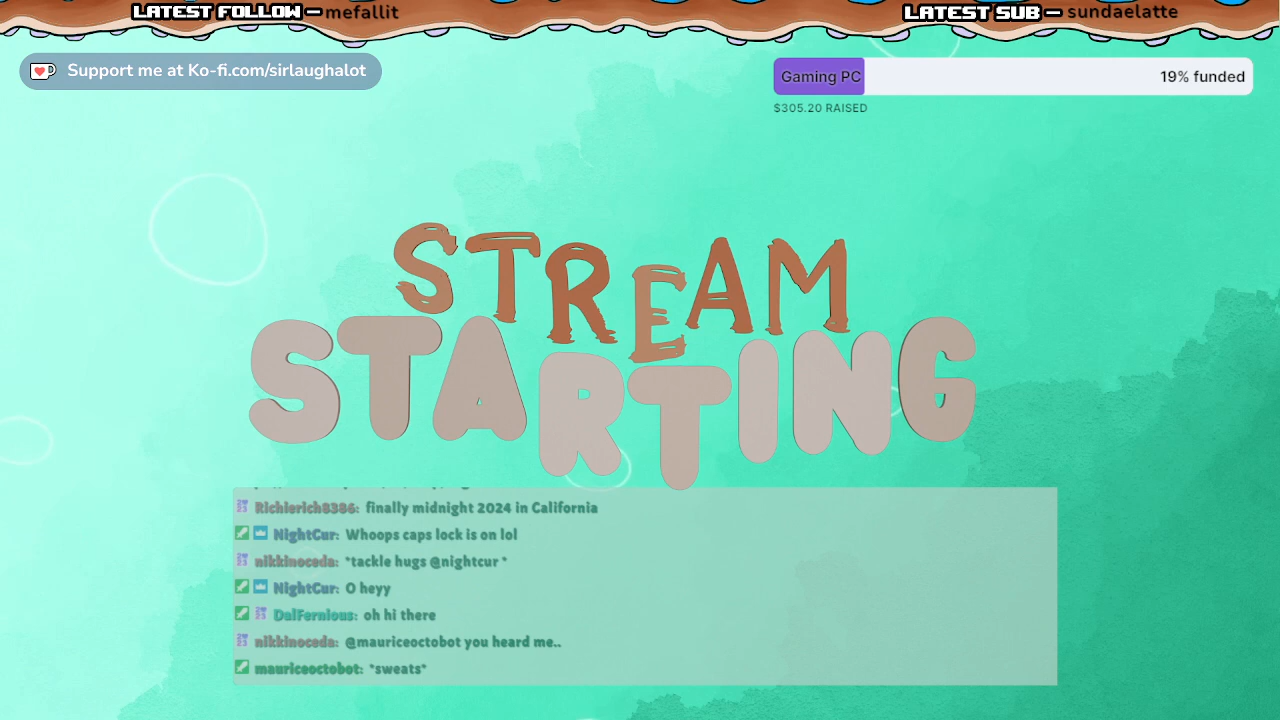 LATEST FOLLOW – mefallit
LATEST SUB – sundaelatte
Support me at Ko-fi.com/sirlaughalot
Gaming PC
19% funded
$305.20 RAISED
STREAM
STARTING
Richierich8386: finally midnight 2024 in California
NightCur: Whoops caps lock is on lol
nikkinoceda: *tackle hugs @nightcur *
NightCur: O heyy
DalFernious: oh hi there
nikkinoceda: @mauriceoctobot you heard me..
mauriceoctobot: *sweats*